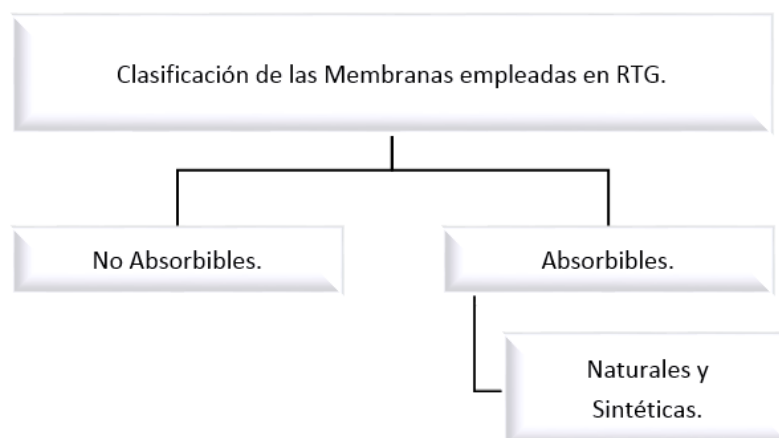 Clasificación de las Membranas empleadas en RTG.
No Absorbibles.
Absorbibles.
Naturales y
Sintéticas.